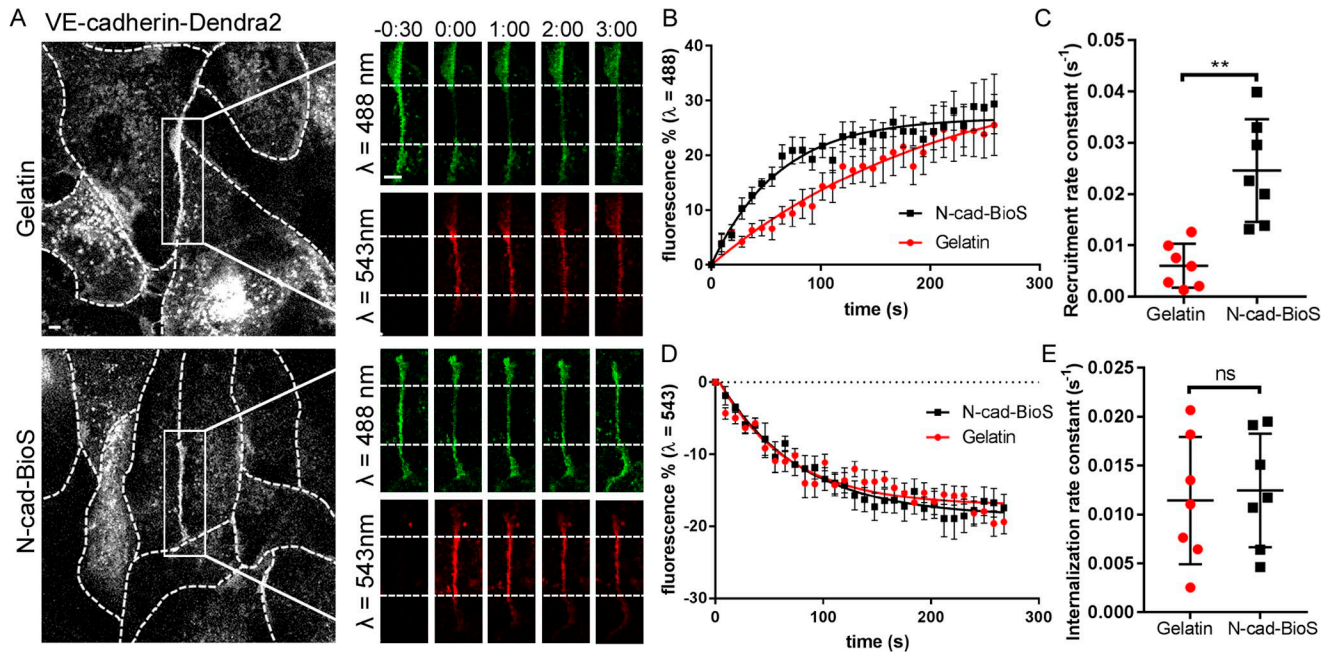 A
VE-cadherin-Dendra2
-0:30 0:00 1:00 2:00 3:00
Gelatin
λ = 488 nm
λ = 543nm
N-cad-BioS
λ = 488 nm
λ = 543nm
B
fluorescence % (λ = 488)
40
30
20
10
0
0 100 200 300
time (s)
N-cad-BioS
Gelatin
C
Recruitment rate constant (s-1)
0.05
0.04
0.03
0.02
0.01
0.00
**
Gelatin N-cad-BioS
D
fluorescence % (λ = 543)
0
-10
-20
-30
0 100 200 300
time (s)
N-cad-BioS
Gelatin
E
Internalization rate constant (s-1)
0.025
0.020
0.015
0.010
0.005
0.000
ns
Gelatin N-cad-BioS